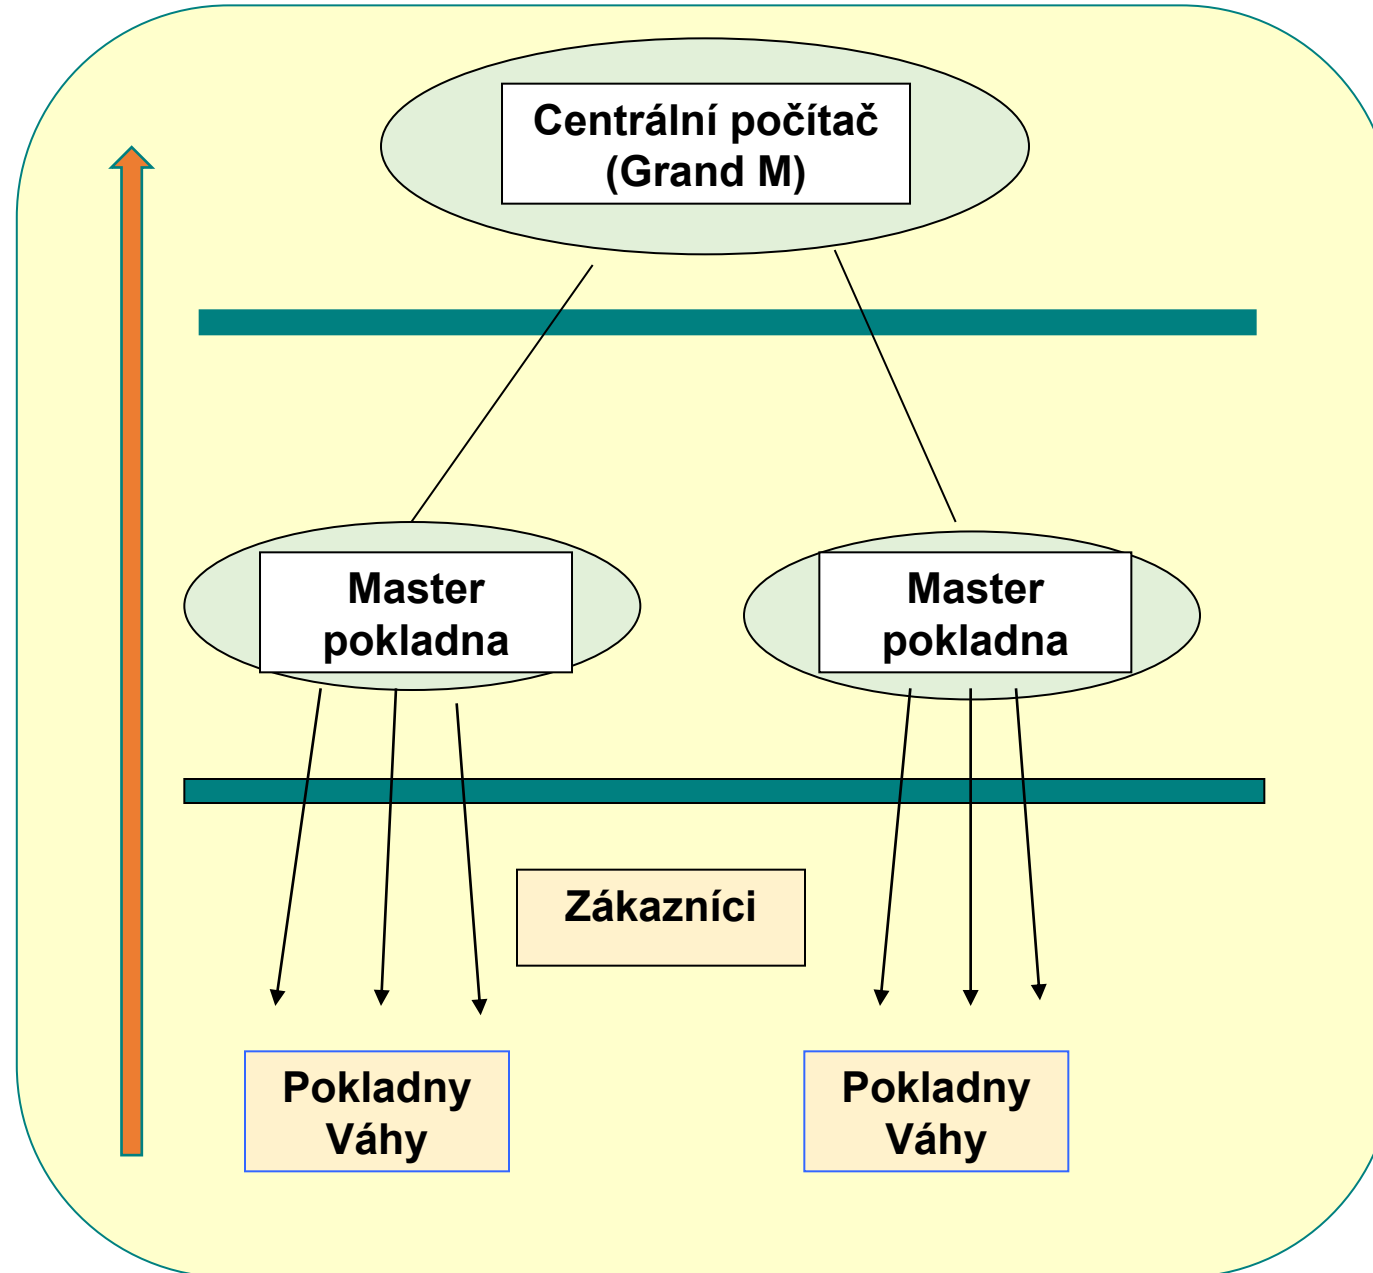 Centrální počítač
(Grand M)
Master
pokladna
Master
pokladna
Zákazníci
Pokladny
Váhy
Pokladny
Váhy